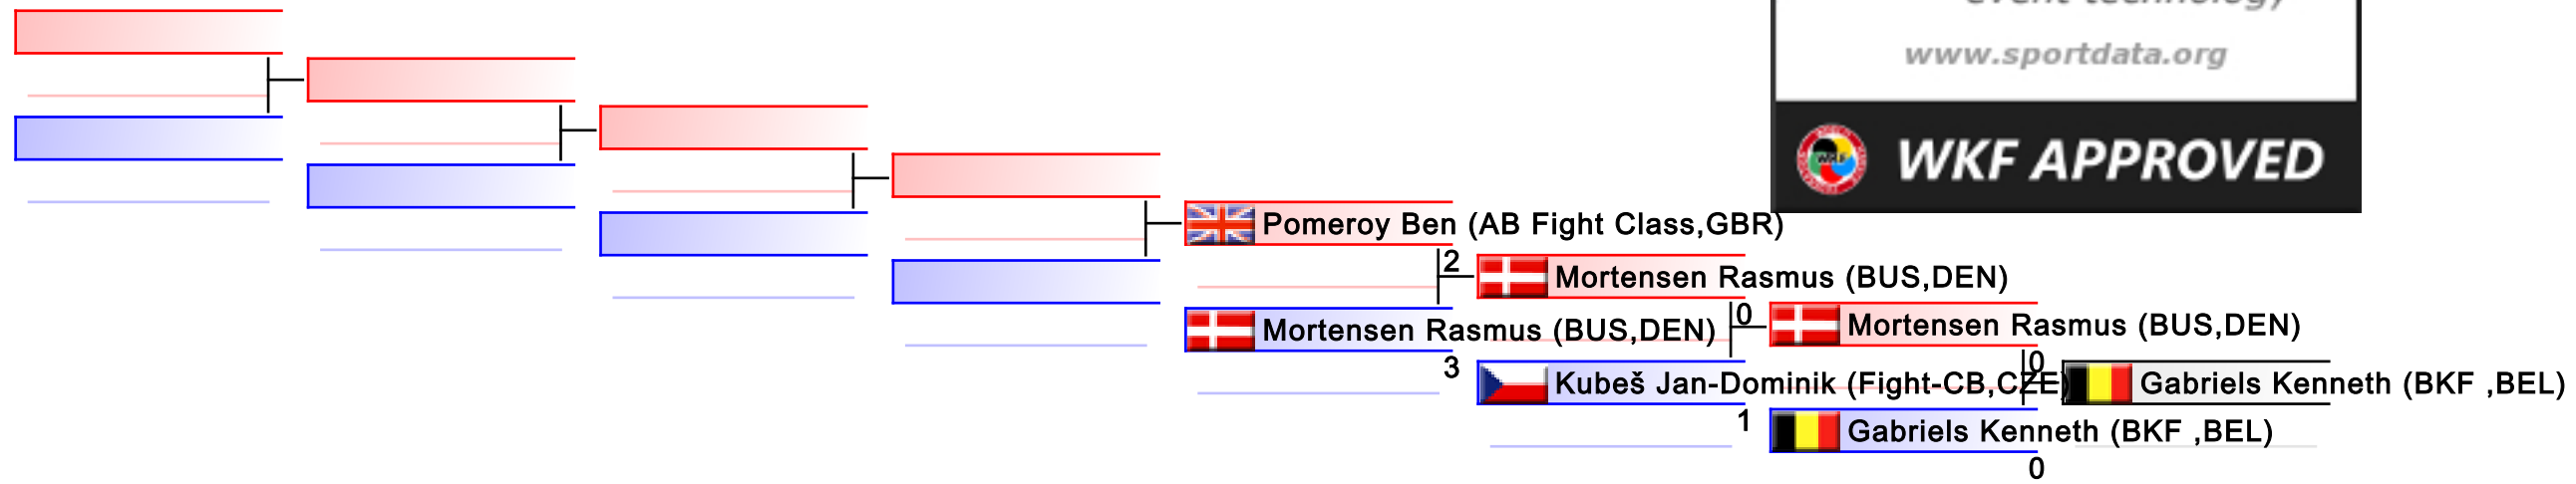 event technology
www.sportdata.org
WKF APPROVED
Pomeroy Ben (AB Fight Class,GBR)
2
Mortensen Rasmus (BUS,DEN)
Mortensen Rasmus (BUS,DEN)
0
Mortensen Rasmus (BUS,DEN)
3
Kubeš Jan-Dominik (Fight-CB,CZE)
0
Gabriels Kenneth (BKF ,BEL)
1
Gabriels Kenneth (BKF ,BEL)
0